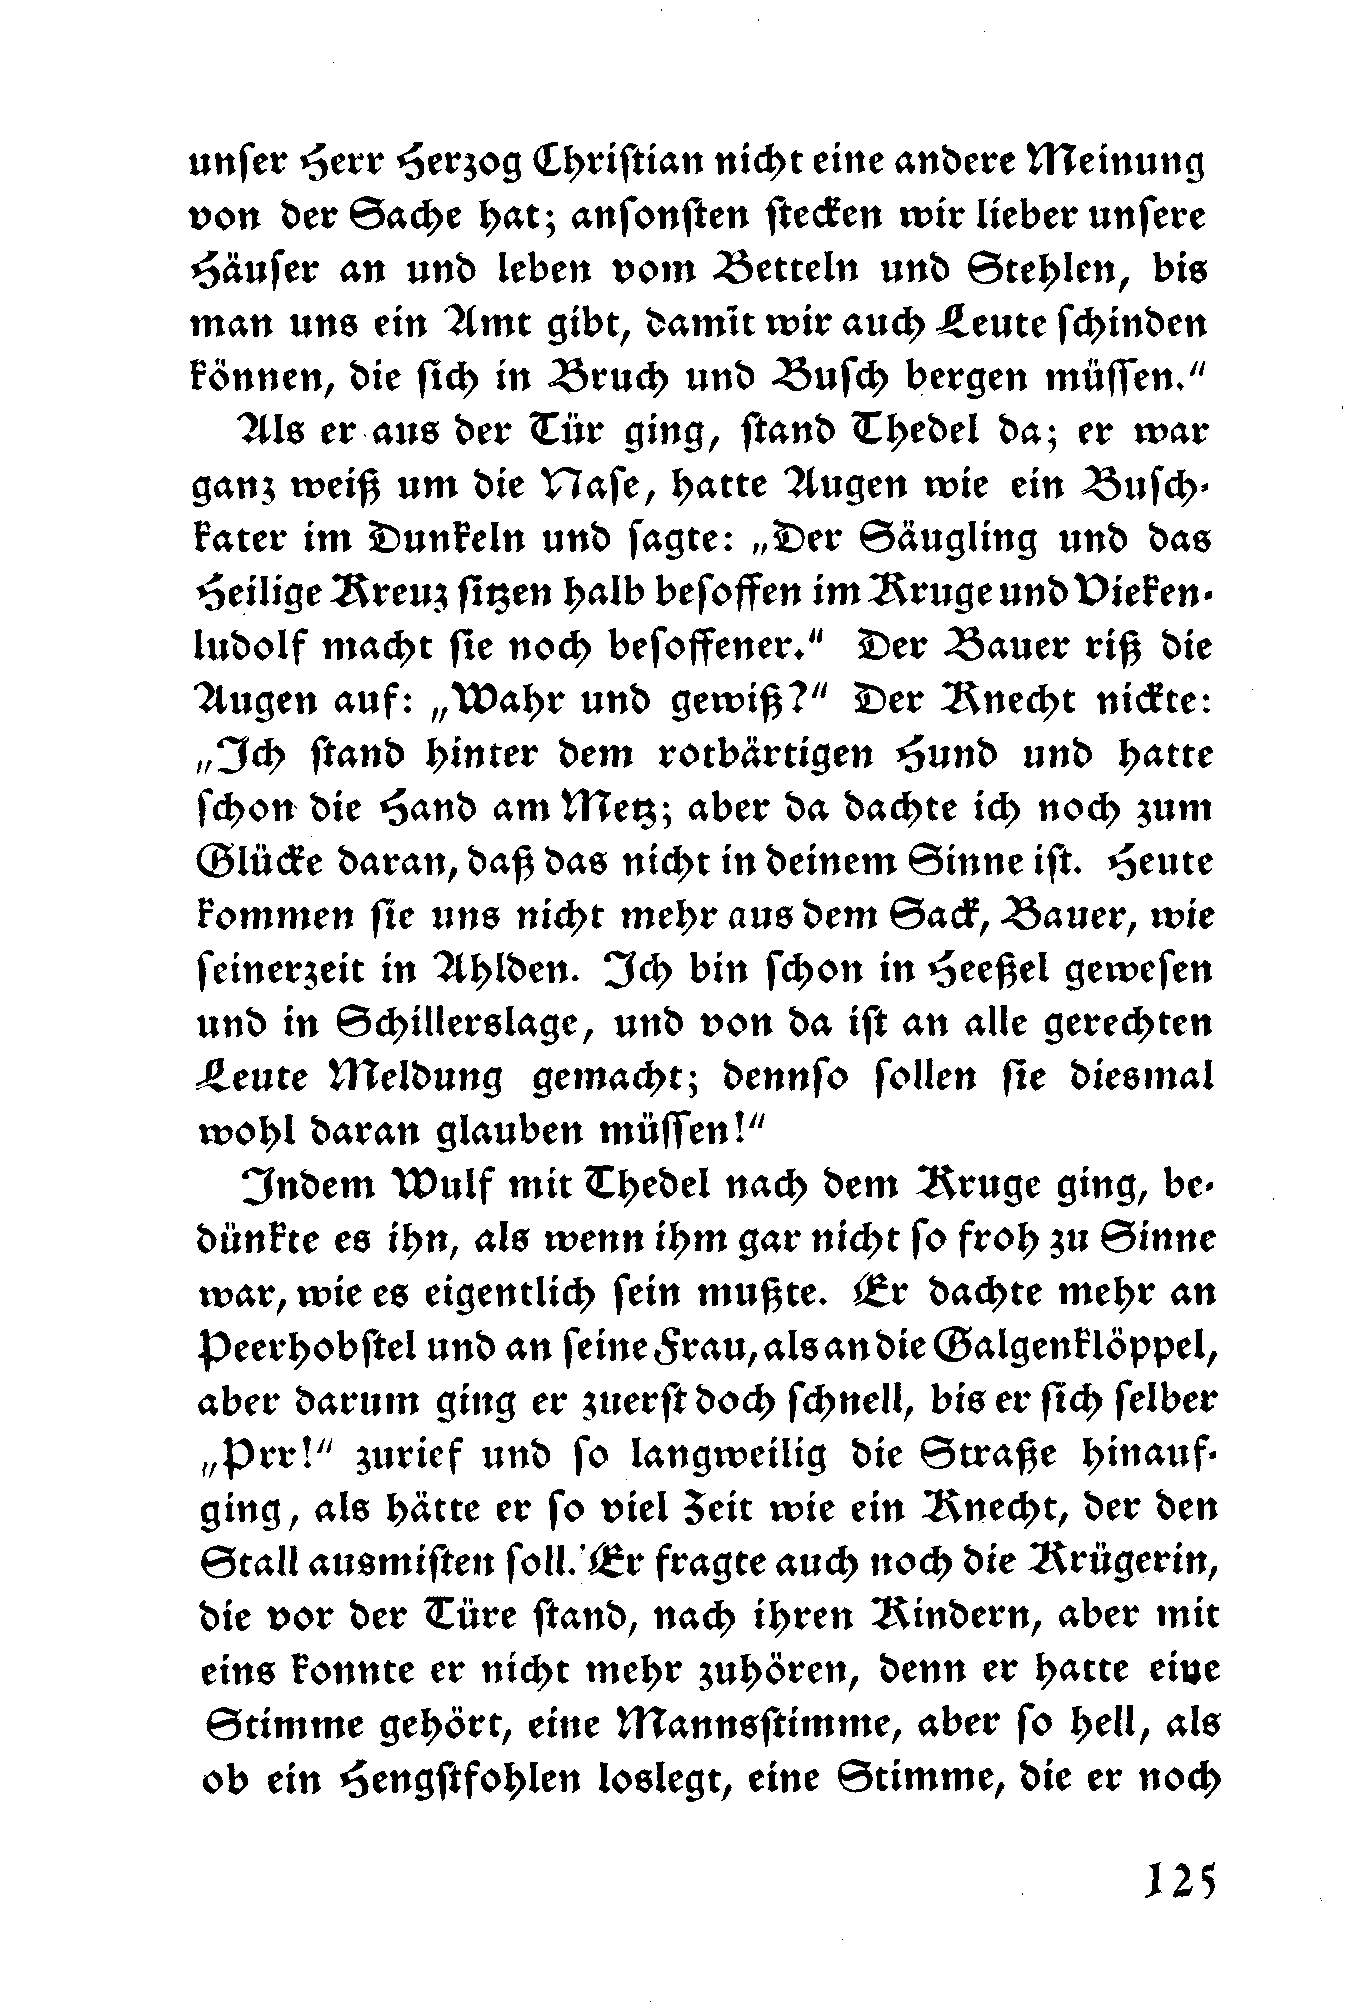 unser Herr Herzog Christian nicht eine andere Meinung
von der Sache hat; ansonsten stecken wir lieber unsere
Häuser an und leben vom Betteln und Stehlen, bis
man uns ein Amt gibt, damit wir auch Leute schinden
können, die sich in Bruch und Busch bergen müssen.“
Als er aus der Tür ging, stand Thedel da; er war
ganz weiß um die Nase, hatte Augen wie ein Busch-
kater im Dunkeln und sagte: „Der Säugling und das
Heilige Kreuz sitzen halb besoffen im Kruge und Vieken-
ludolf macht sie noch besoffener.“ Der Bauer riß die
Augen auf: „Wahr und gewiß?“ Der Knecht nickte:
„Ich stand hinter dem rotbärtigen Hund und hatte
schon die Hand am Metz; aber da dachte ich noch zum
Glücke daran, daß das nicht in deinem Sinne ist. Heute
kommen sie uns nicht mehr aus dem Sack, Bauer, wie
seinerzeit in Ahlden. Ich bin schon in Heeßel gewesen
und in Schillerslage, und von da ist an alle gerechten
Leute Meldung gemacht; dennso sollen sie diesmal
wohl daran glauben müssen!“
Indem Wulf mit Thedel nach dem Kruge ging, be-
dünkte es ihn, als wenn ihm gar nicht so froh zu Sinne
war, wie es eigentlich sein mußte. Er dachte mehr an
Peerhobstel und an seine Frau, als an die Galgenklöppel,
aber darum ging er zuerst doch schnell, bis er sich selber
„Prr!“ zurief und so langweilig die Straße hinauf-
ging, als hätte er so viel Zeit wie ein Knecht, der den
Stall ausmisten soll. Er fragte auch noch die Krügerin,
die vor der Türe stand, nach ihren Kindern, aber mit
eins konnte er nicht mehr zuhören, denn er hatte eine
Stimme gehört, eine Mannsstimme, aber so hell, als
ob ein Hengstfohlen loslegt, eine Stimme, die er noch
125